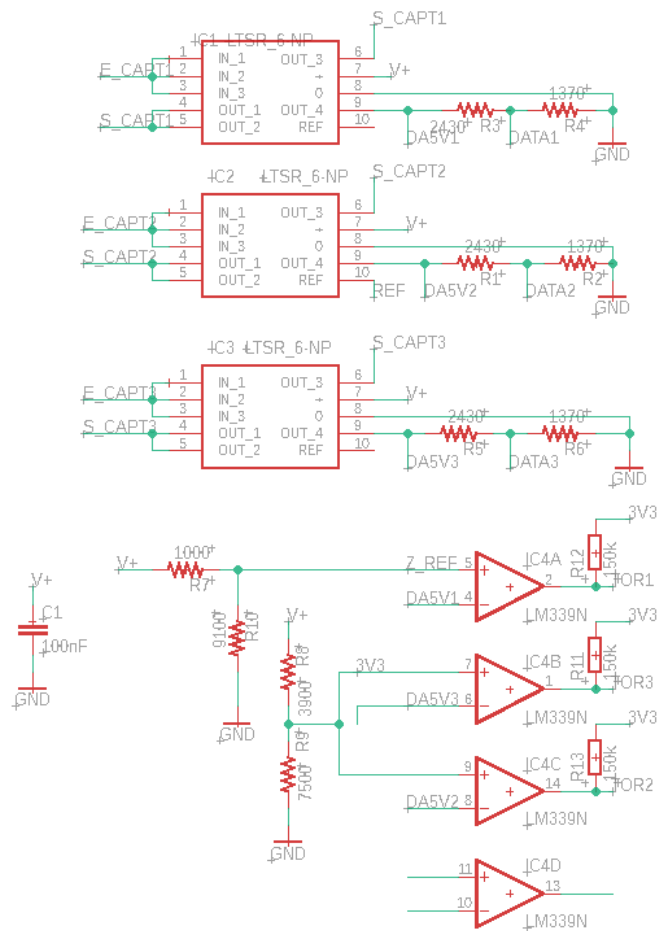 S_CAPT1
IC1 LTSR_6-NP
1 IN_1 OUT_3 6
E_CAPT1 2 IN_2 + 7 V+
3 IN_3 0 8
4 OUT_1 OUT_4 9 1370
S_CAPT1 5 OUT_2 REF 10 DA5V1 2430 R3 DATA1 R4
GND
S_CAPT2
IC2 LTSR_6-NP
1 IN_1 OUT_3 6
E_CAPT2 2 IN_2 + 7 V+
3 IN_3 0 8 2430 1370
S_CAPT2 4 OUT_1 OUT_4 9
5 OUT_2 REF 10 R1 R2
REF DA5V2 DATA2
GND
S_CAPT3
IC3 LTSR_6-NP
1 IN_1 OUT_3 6
E_CAPT3 2 IN_2 + 7 V+
3 IN_3 0 8 2430 1370
S_CAPT3 4 OUT_1 OUT_4 9
5 OUT_2 REF 10 R5 R6
DA5V3 DATA3
GND
3V3
V+ 1000 R7
Z_REF 5 + IC4A 2 R12 150k TOR1
DA5V1 4 - LM339N
V+
C1
100nF
GND
9100 R10
GND
V+
R8 3900
3V3
3V3
7 + IC4B 1 R11 150k TOR3
DA5V3 6 - LM339N
R9 7500
GND
3V3
9 + IC4C 14 R13 150k TOR2
DA5V2 8 - LM339N
11 + IC4D 13
10 - LM339N